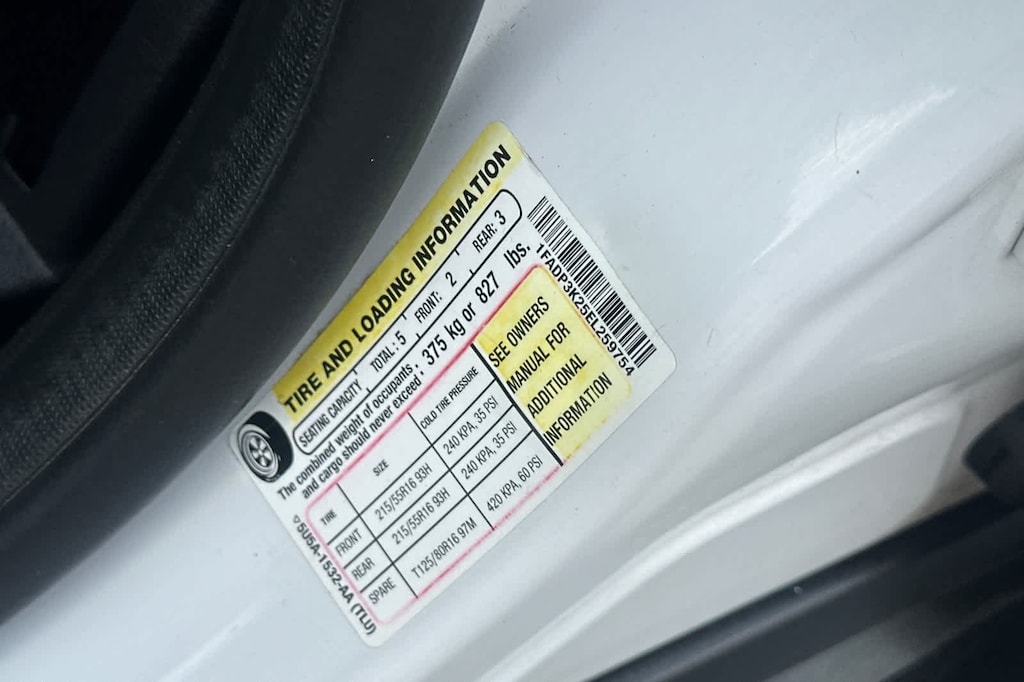 TIRE AND LOADING INFORMATION
SEATING CAPACITY TOTAL: 5 FRONT: 2 REAR: 3
The combined weight of occupants
and cargo should never exceed : 375 kg or 827 lbs.
TIRE SIZE COLD TIRE PRESSURE
FRONT 215/55R16 93H 240 KPA, 35 PSI
REAR 215/55R16 93H 240 KPA, 35 PSI
SPARE T125/80R16 97M 420 KPA, 60 PSI
SEE OWNERS
MANUAL FOR
ADDITIONAL
INFORMATION
1FADP3K25EL259754
5U5A-1532-AA (TLU)